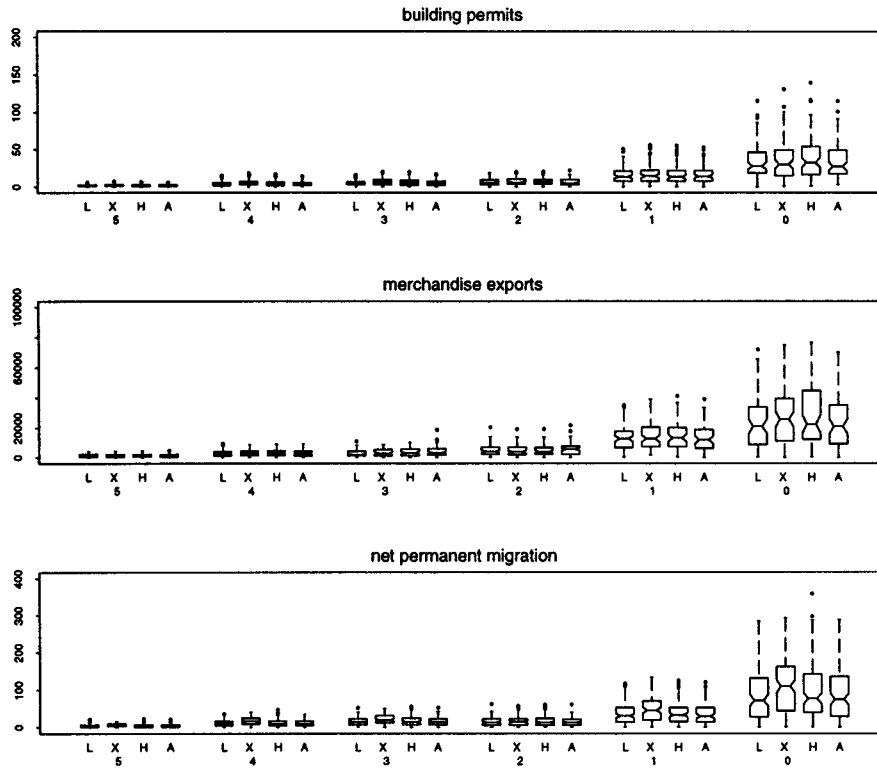 building permits
200
150
100
50
0
L X H A L X H A L X H A L X H A L X H A L X H A
5 4 3 2 1 0
merchandise exports
100000
60000
20000
0
L X H A L X H A L X H A L X H A L X H A L X H A
5 4 3 2 1 0
net permanent migration
400
300
200
100
0
L X H A L X H A L X H A L X H A L X H A L X H A
5 4 3 2 1 0